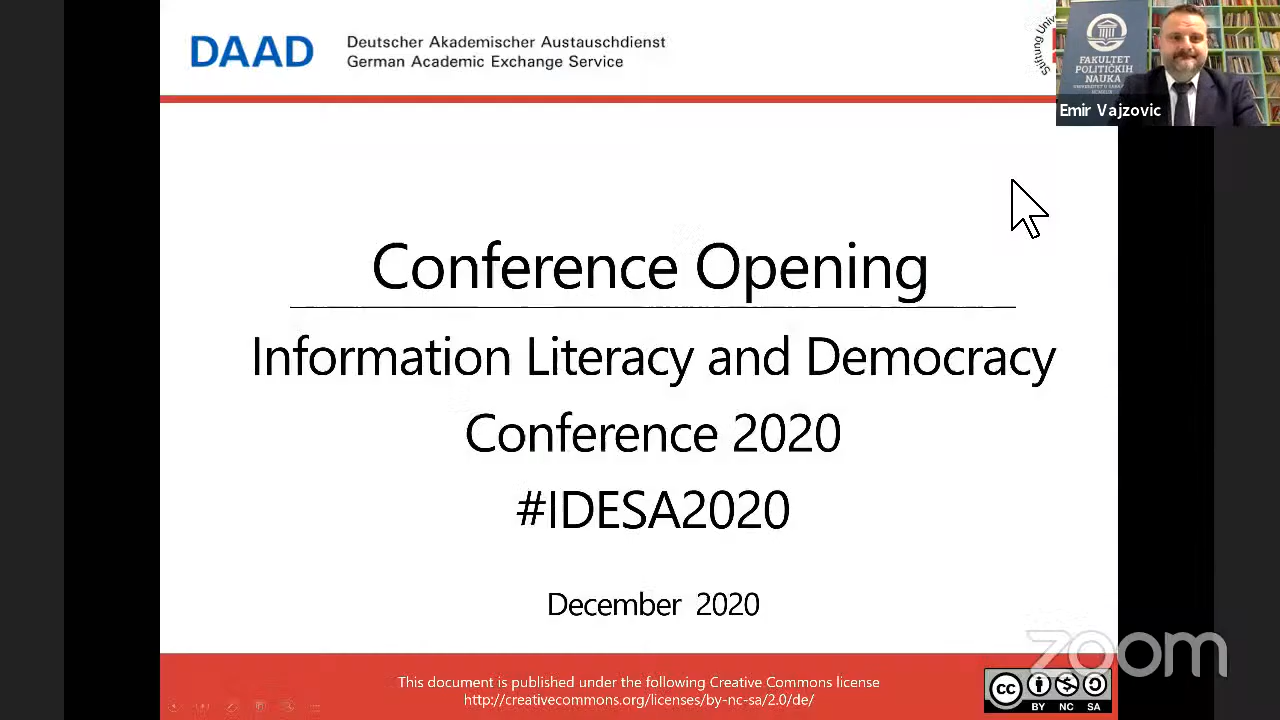 DAAD
Deutscher Akademischer Austauschdienst
German Academic Exchange Service
Stiftung
FAKULTET
POLITIČKIH
NAUKA
Emir Vajzovic
Conference Opening
Information Literacy and Democracy
Conference 2020
#IDESA2020
December 2020
zoom
This document is published under the following Creative Commons license
http://creativecommons.org/licenses/by-nc-sa/2.0/de/
cc
BY NC SA